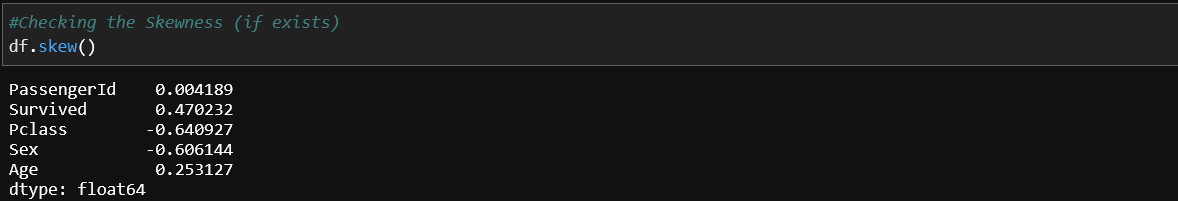 #Checking the Skewness (if exists)
df.skew()
PassengerId    0.004189
Survived       0.470232
Pclass        -0.640927
Sex           -0.606144
Age            0.253127
dtype: float64